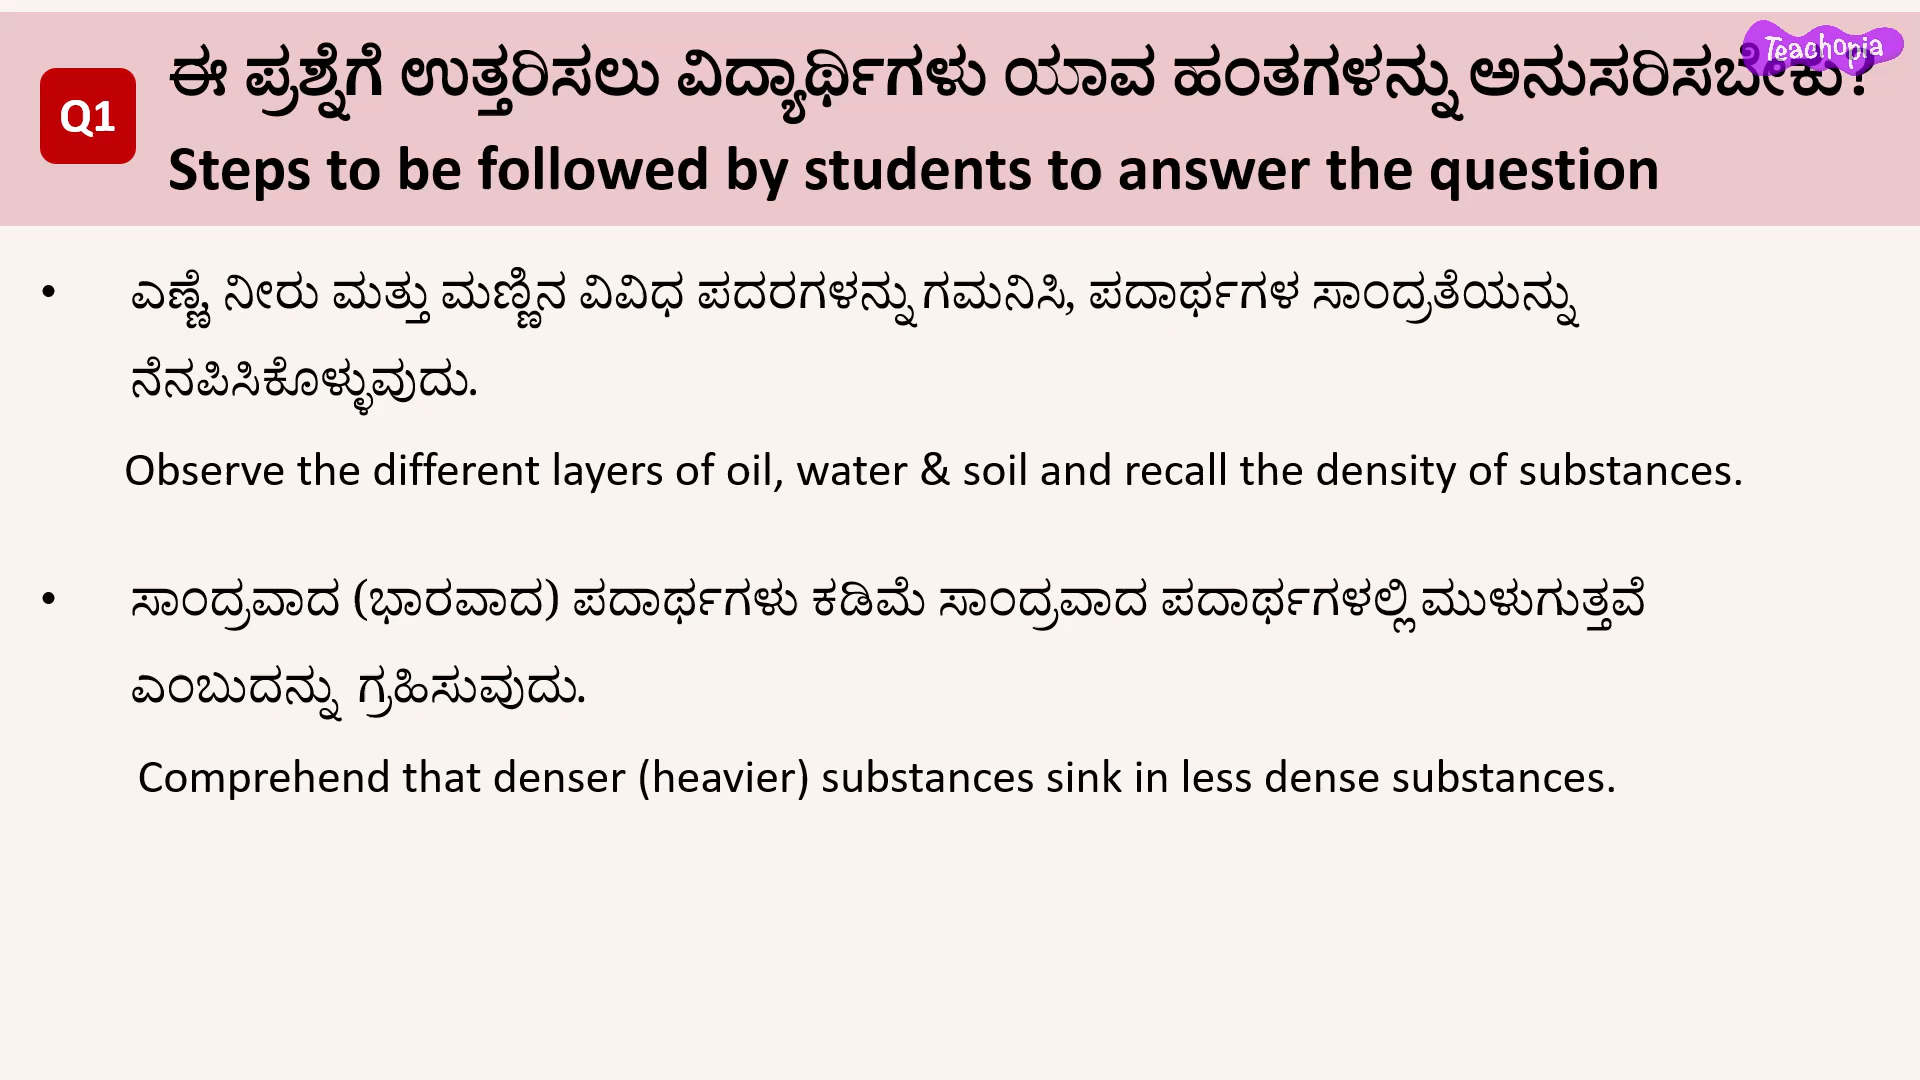 Teachopia
Q1
ಈ ಪ್ರಶ್ನೆಗೆ ಉತ್ತರಿಸಲು ವಿದ್ಯಾರ್ಥಿಗಳು ಯಾವ ಹಂತಗಳನ್ನು ಅನುಸರಿಸಬೇಕು?
Steps to be followed by students to answer the question
• ಎಣ್ಣೆ, ನೀರು ಮತ್ತು ಮಣ್ಣಿನ ವಿವಿಧ ಪದರಗಳನ್ನು ಗಮನಿಸಿ, ಪದಾರ್ಥಗಳ ಸಾಂದ್ರತೆಯನ್ನು
ನೆನಪಿಸಿಕೊಳ್ಳುವುದು.
Observe the different layers of oil, water & soil and recall the density of substances.
• ಸಾಂದ್ರವಾದ (ಭಾರವಾದ) ಪದಾರ್ಥಗಳು ಕಡಿಮೆ ಸಾಂದ್ರವಾದ ಪದಾರ್ಥಗಳಲ್ಲಿ ಮುಳುಗುತ್ತವೆ
ಎಂಬುದನ್ನು ಗ್ರಹಿಸುವುದು.
Comprehend that denser (heavier) substances sink in less dense substances.